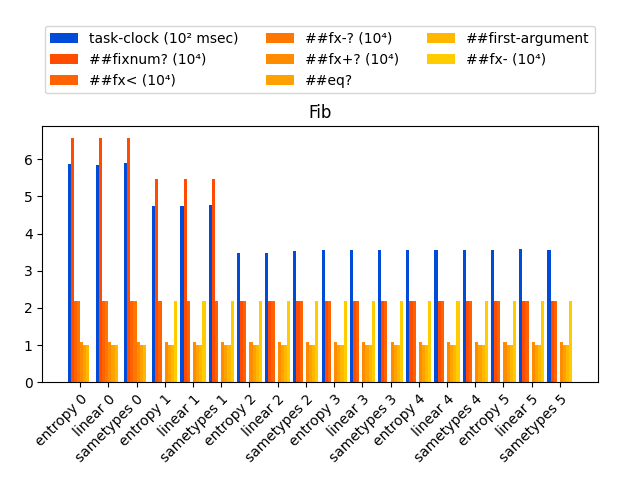 task-clock (10² msec)
##fixnum? (10⁴)
##fx< (10⁴)
##fx-? (10⁴)
##fx+? (10⁴)
##eq?
##first-argument
##fx- (10⁴)
Fib
6
5
4
3
2
1
0
entropy 0
linear 0
sametypes 0
entropy 1
linear 1
sametypes 1
entropy 2
linear 2
sametypes 2
entropy 3
linear 3
sametypes 3
entropy 4
linear 4
sametypes 4
entropy 5
linear 5
sametypes 5